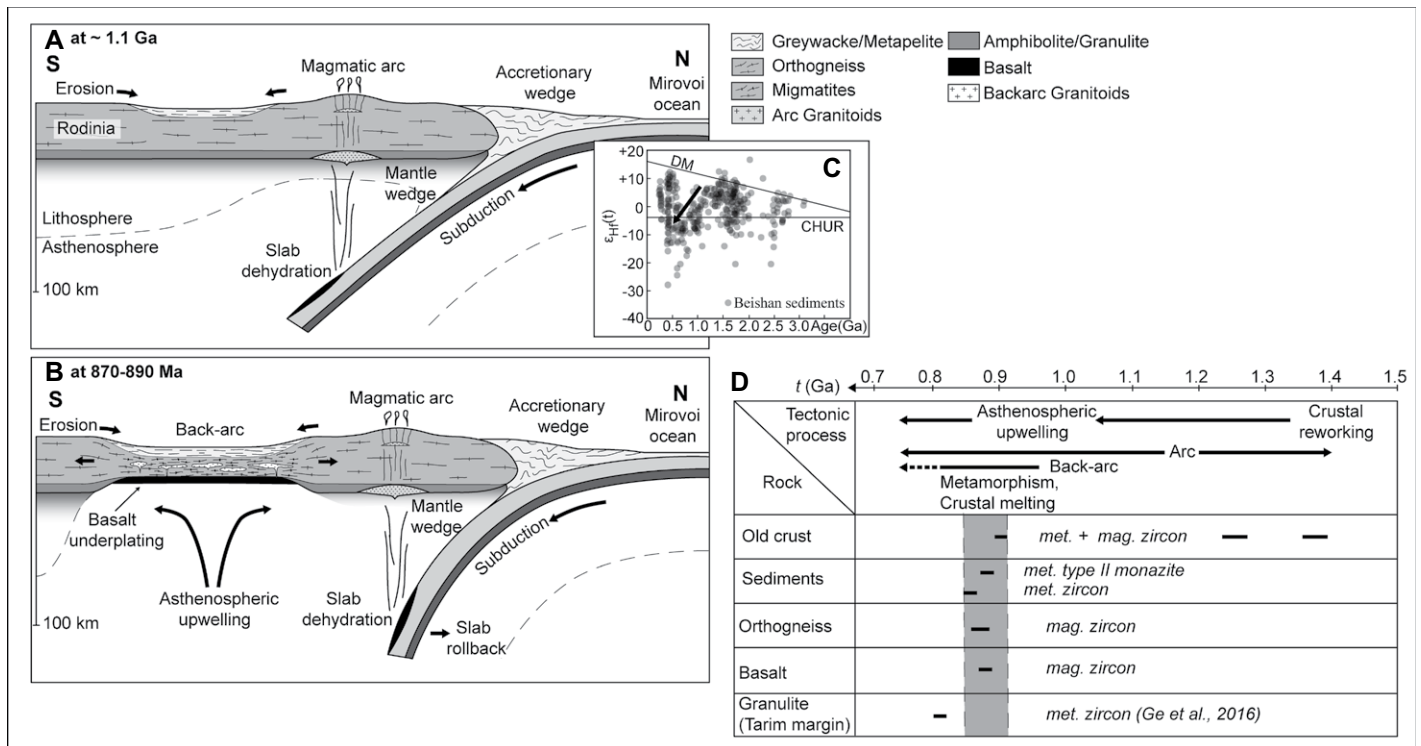 A at ~ 1.1 Ga
S
N
Erosion
Magmatic arc
Accretionary
wedge
Mirovoi
ocean
Rodinia
Mantle
wedge
Lithosphere
Asthenosphere
Subduction
Slab
dehydration
100 km
Greywacke/Metapelite
Orthogneiss
Migmatites
Arc Granitoids
Amphibolite/Granulite
Basalt
Backarc Granitoids
C
+20
+10
0
-10
-20
-30
-40
εHf(t)
DM
CHUR
Beishan sediments
0 0.5 1.0 1.5 2.0 2.5 3.0 Age(Ga)
B at 870-890 Ma
S
N
Erosion
Back-arc
Magmatic arc
Accretionary
wedge
Mirovoi
ocean
Basalt
underplating
Mantle
wedge
Subduction
Asthenospheric
upwelling
Slab
dehydration
Slab
rollback
100 km
D
t (Ga) 0.7 0.8 0.9 1.0 1.1 1.2 1.3 1.4 1.5
Tectonic
process
Rock
Asthenospheric
upwelling
Crustal
reworking
Arc
Back-arc
Metamorphism,
Crustal melting
Old crust met. + mag. zircon
Sediments met. type II monazite
met. zircon
Orthogneiss mag. zircon
Basalt mag. zircon
Granulite
(Tarim margin) met. zircon (Ge et al., 2016)